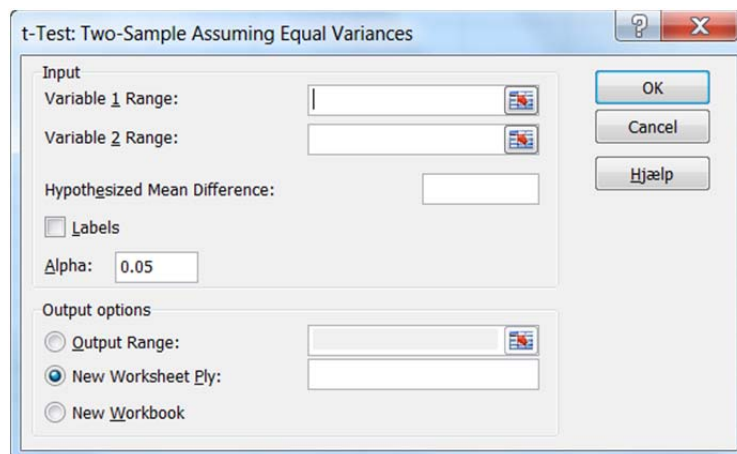 t-Test: Two-Sample Assuming Equal Variances
Input
Variable 1 Range:
Variable 2 Range:
Hypothesized Mean Difference:
Labels
Alpha: 0.05
OK
Cancel
Hjælp
Output options
Output Range:
New Worksheet Ply:
New Workbook